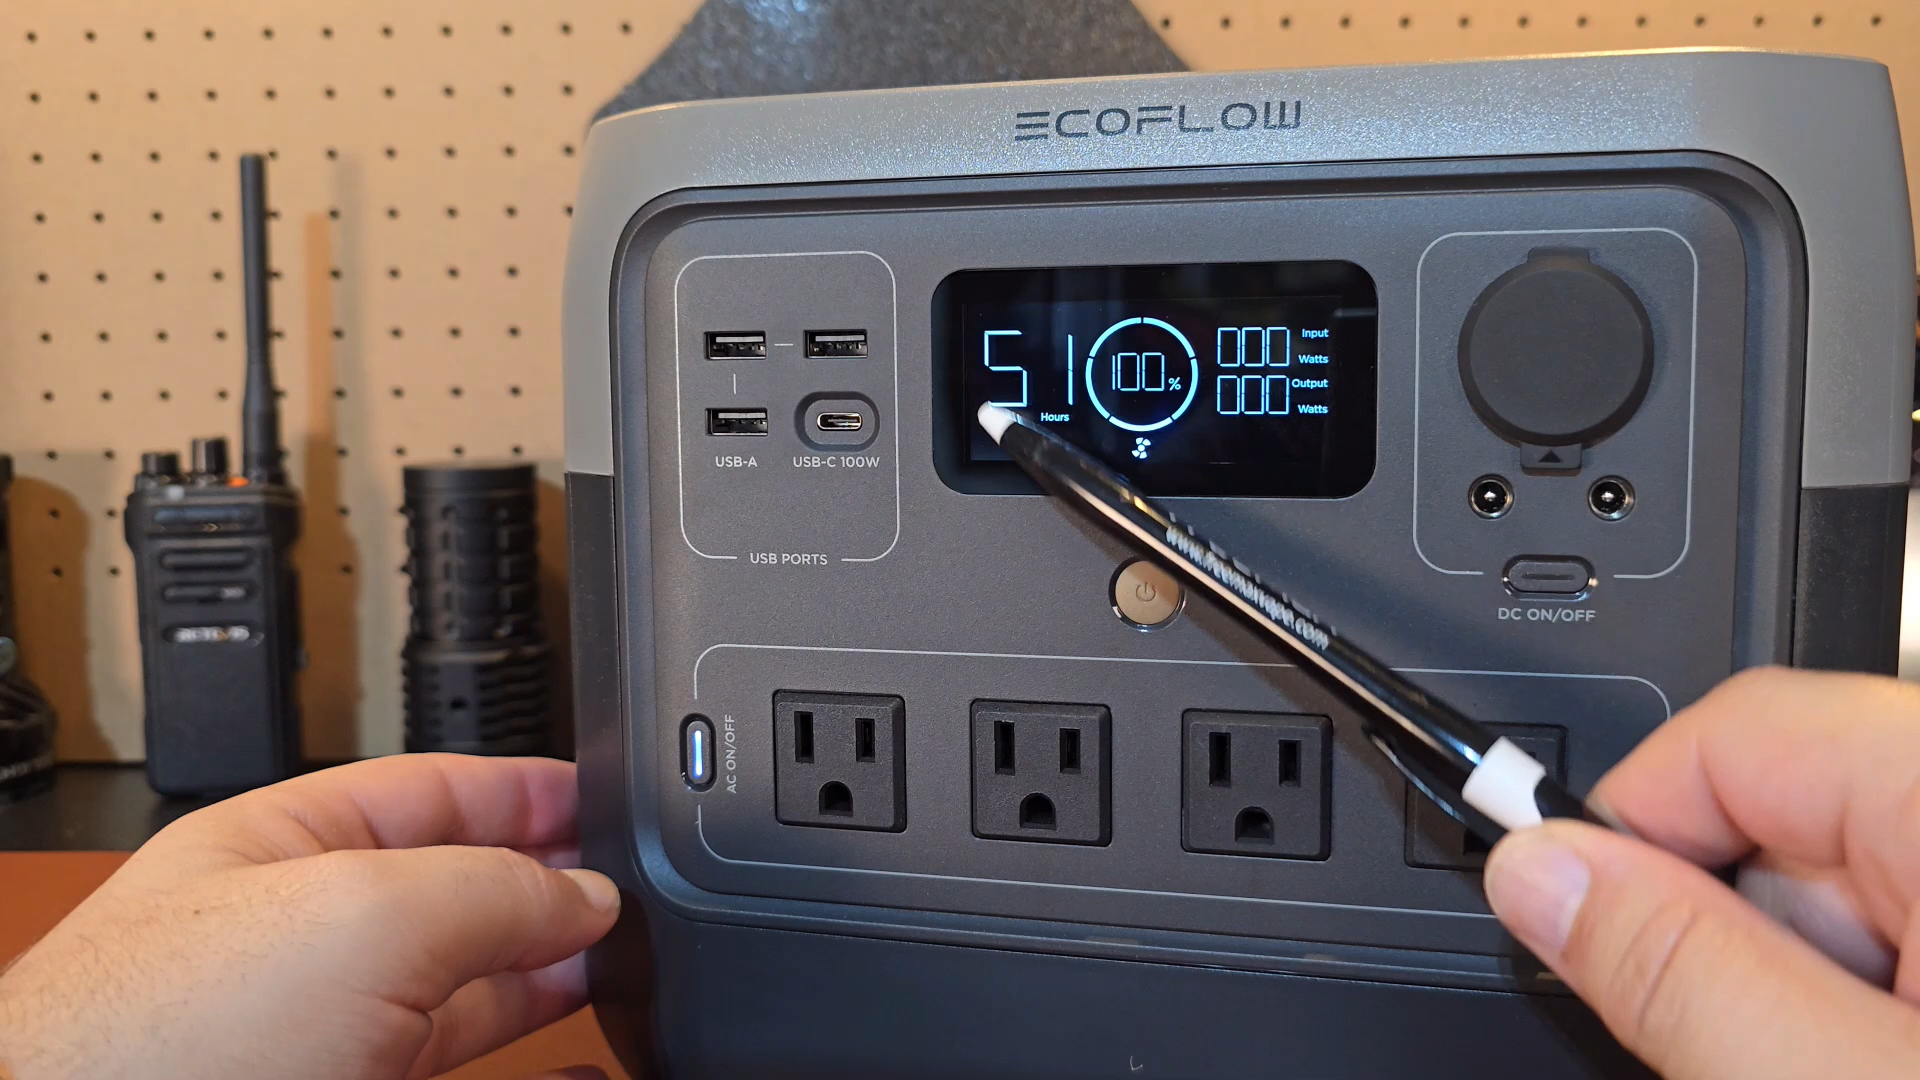 ECOFLOW
51
Hours
100%
000 Input Watts
000 Output Watts
USB-A
USB-C 100W
USB PORTS
DC ON/OFF
AC ON/OFF